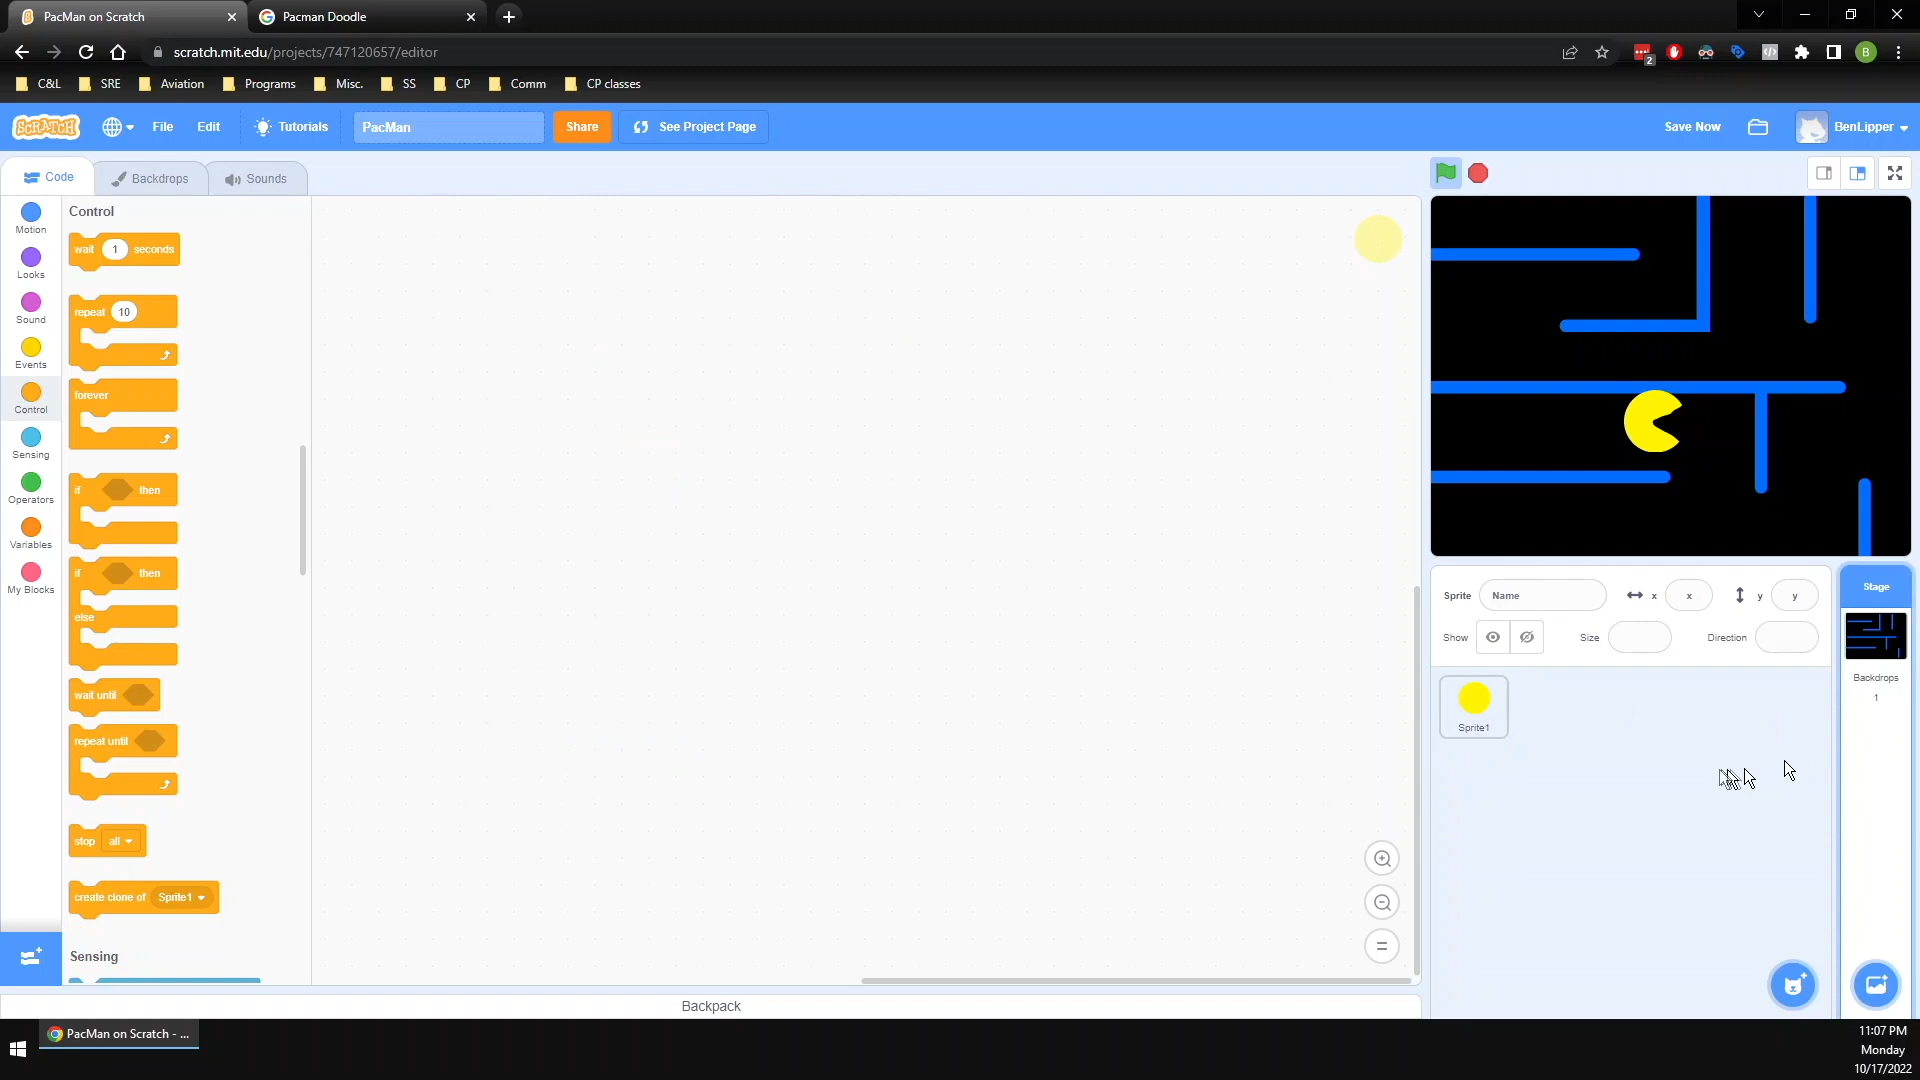 PacMan on Scratch
Pacman Doodle
scratch.mit.edu/projects/747120657/editor
2
B
C&L
SRE
Aviation
Programs
Misc.
SS
CP
Comm
CP classes
SCRATCH
File
Edit
Tutorials
PacMan
Share
See Project Page
Save Now
BenLipper
Code
Backdrops
Sounds
Motion
Looks
Sound
Events
Control
Sensing
Operators
Variables
My Blocks
Control
wait 1 seconds
repeat 10
forever
if then
if then
else
wait until
repeat until
stop all
create clone of Sprite1
Sensing
Sprite Name x x y y
Show Size Direction
Sprite1
Stage
Backdrops
1
Backpack
PacMan on Scratch - ...
11:07 PM
Monday
10/17/2022